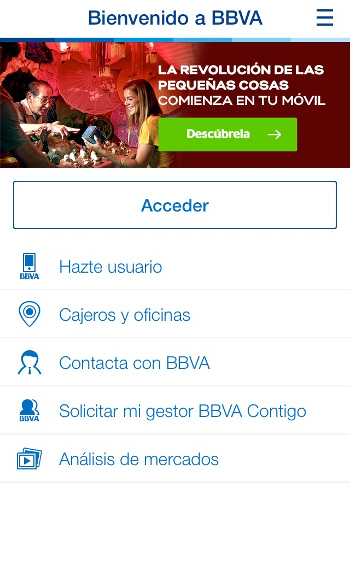 Bienvenido a BBVA
LA REVOLUCIÓN DE LAS
PEQUEÑAS COSAS
COMIENZA EN TU MÓVIL
Descúbrela
Acceder
BBVA
Hazte usuario
Cajeros y oficinas
Contacta con BBVA
BBVA
Solicitar mi gestor BBVA Contigo
Análisis de mercados